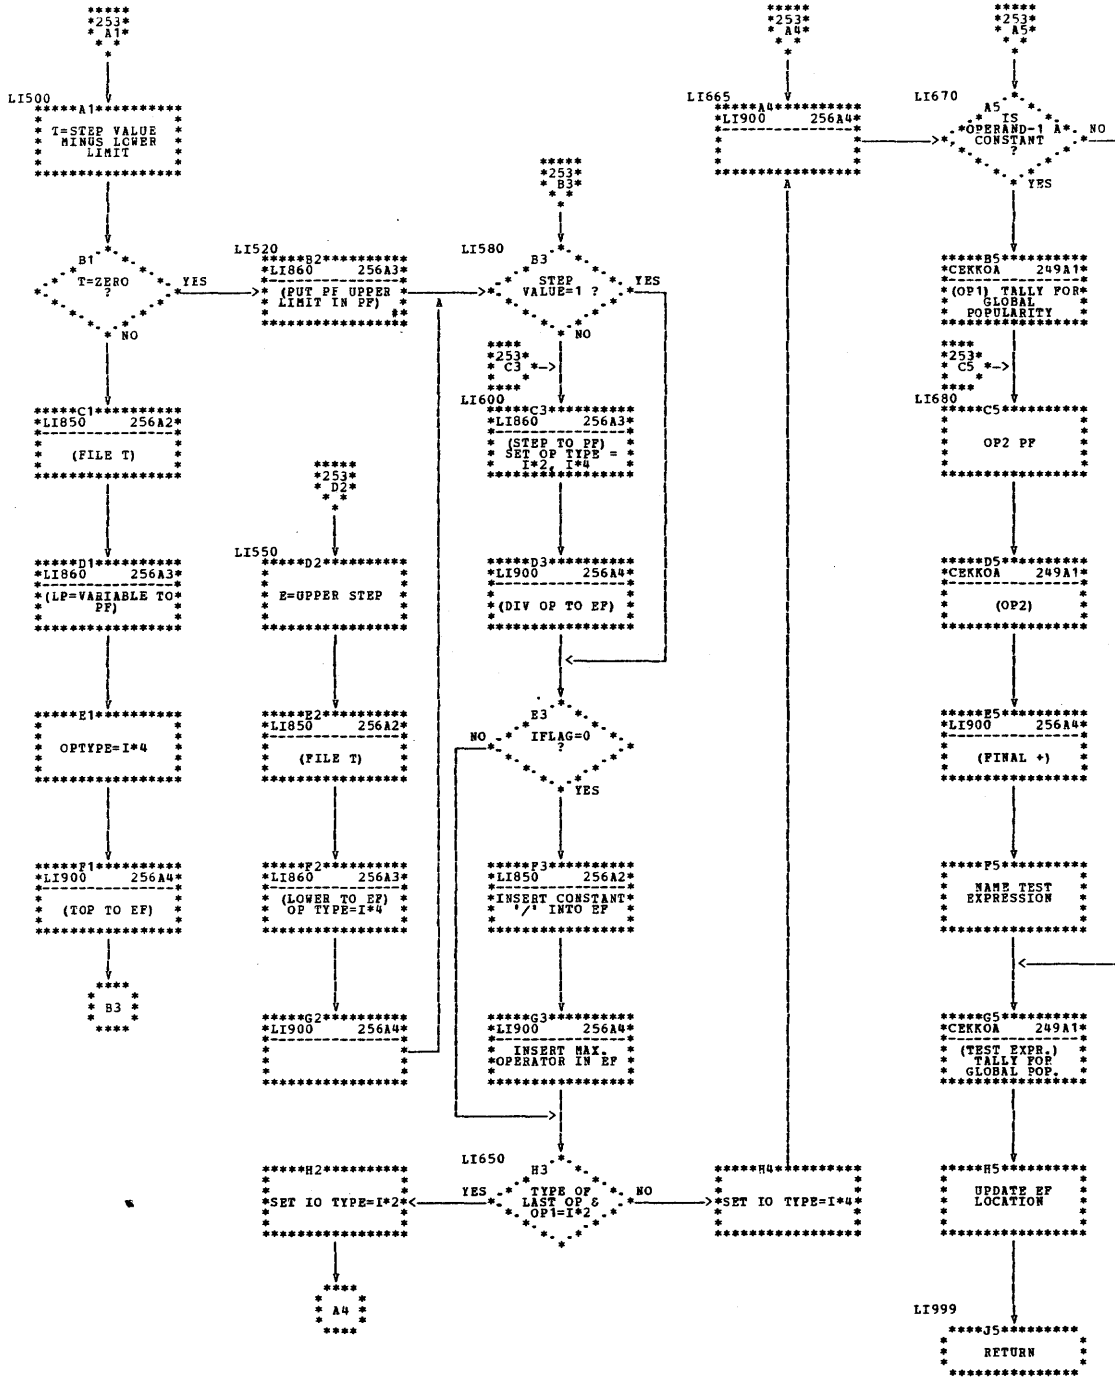 253
A1
LI500
A1
T=STEP VALUE
MINUS LOWER
LIMIT
B1
T=ZERO
?
YES
NO
C1
LI850 256A2
(FILE T)
D1
LI860 256A3
(LP=VARIABLE TO
PF)
E1
OPTYPE=I*4
F1
LI900 256A4
(TOP TO EF)
B3
LI520
B2
LI860 256A3
(PUT PF UPPER
LIMIT IN PF)
A
253
D2
LI550
D2
E=UPPER STEP
E2
LI850 256A2
(FILE T)
F2
LI860 256A3
(LOWER TO EF)
OP TYPE=I*4
G2
LI900 256A4
H2
SET IO TYPE=I*2
A4
253
B3
LI580
B3
STEP
VALUE=1 ?
YES
NO
253
C3
LI600
C3
LI860 256A3
(STEP TO PF)
SET OP TYPE =
I*2, I*4
D3
LI900 256A4
(DIV OP TO EF)
E3
IFLAG=0
?
NO
YES
F3
LI850 256A2
INSERT CONSTANT
'/' INTO EF
G3
LI900 256A4
INSERT MAX.
OPERATOR IN EF
LI650
H3
TYPE OF
LAST OP &
OP1=I*2
YES
NO
253
A4
LI665
A4
LI900 256A4
A
H4
SET IO TYPE=I*4
253
A5
LI670
A5
IS
OPERAND-1 A
CONSTANT
?
NO
YES
B5
CEKKOA 249A1
(OP1) TALLY FOR
GLOBAL
POPULARITY
253
C5
LI680
C5
OP2 PF
D5
CEKKOA 249A1
(OP2)
E5
LI900 256A4
(FINAL +)
F5
NAME TEST
EXPRESSION
G5
CEKKOA 249A1
(TEST EXPR.)
TALLY FOR
GLOBAL POP.
H5
UPDATE EF
LOCATION
LI999
J5
RETURN